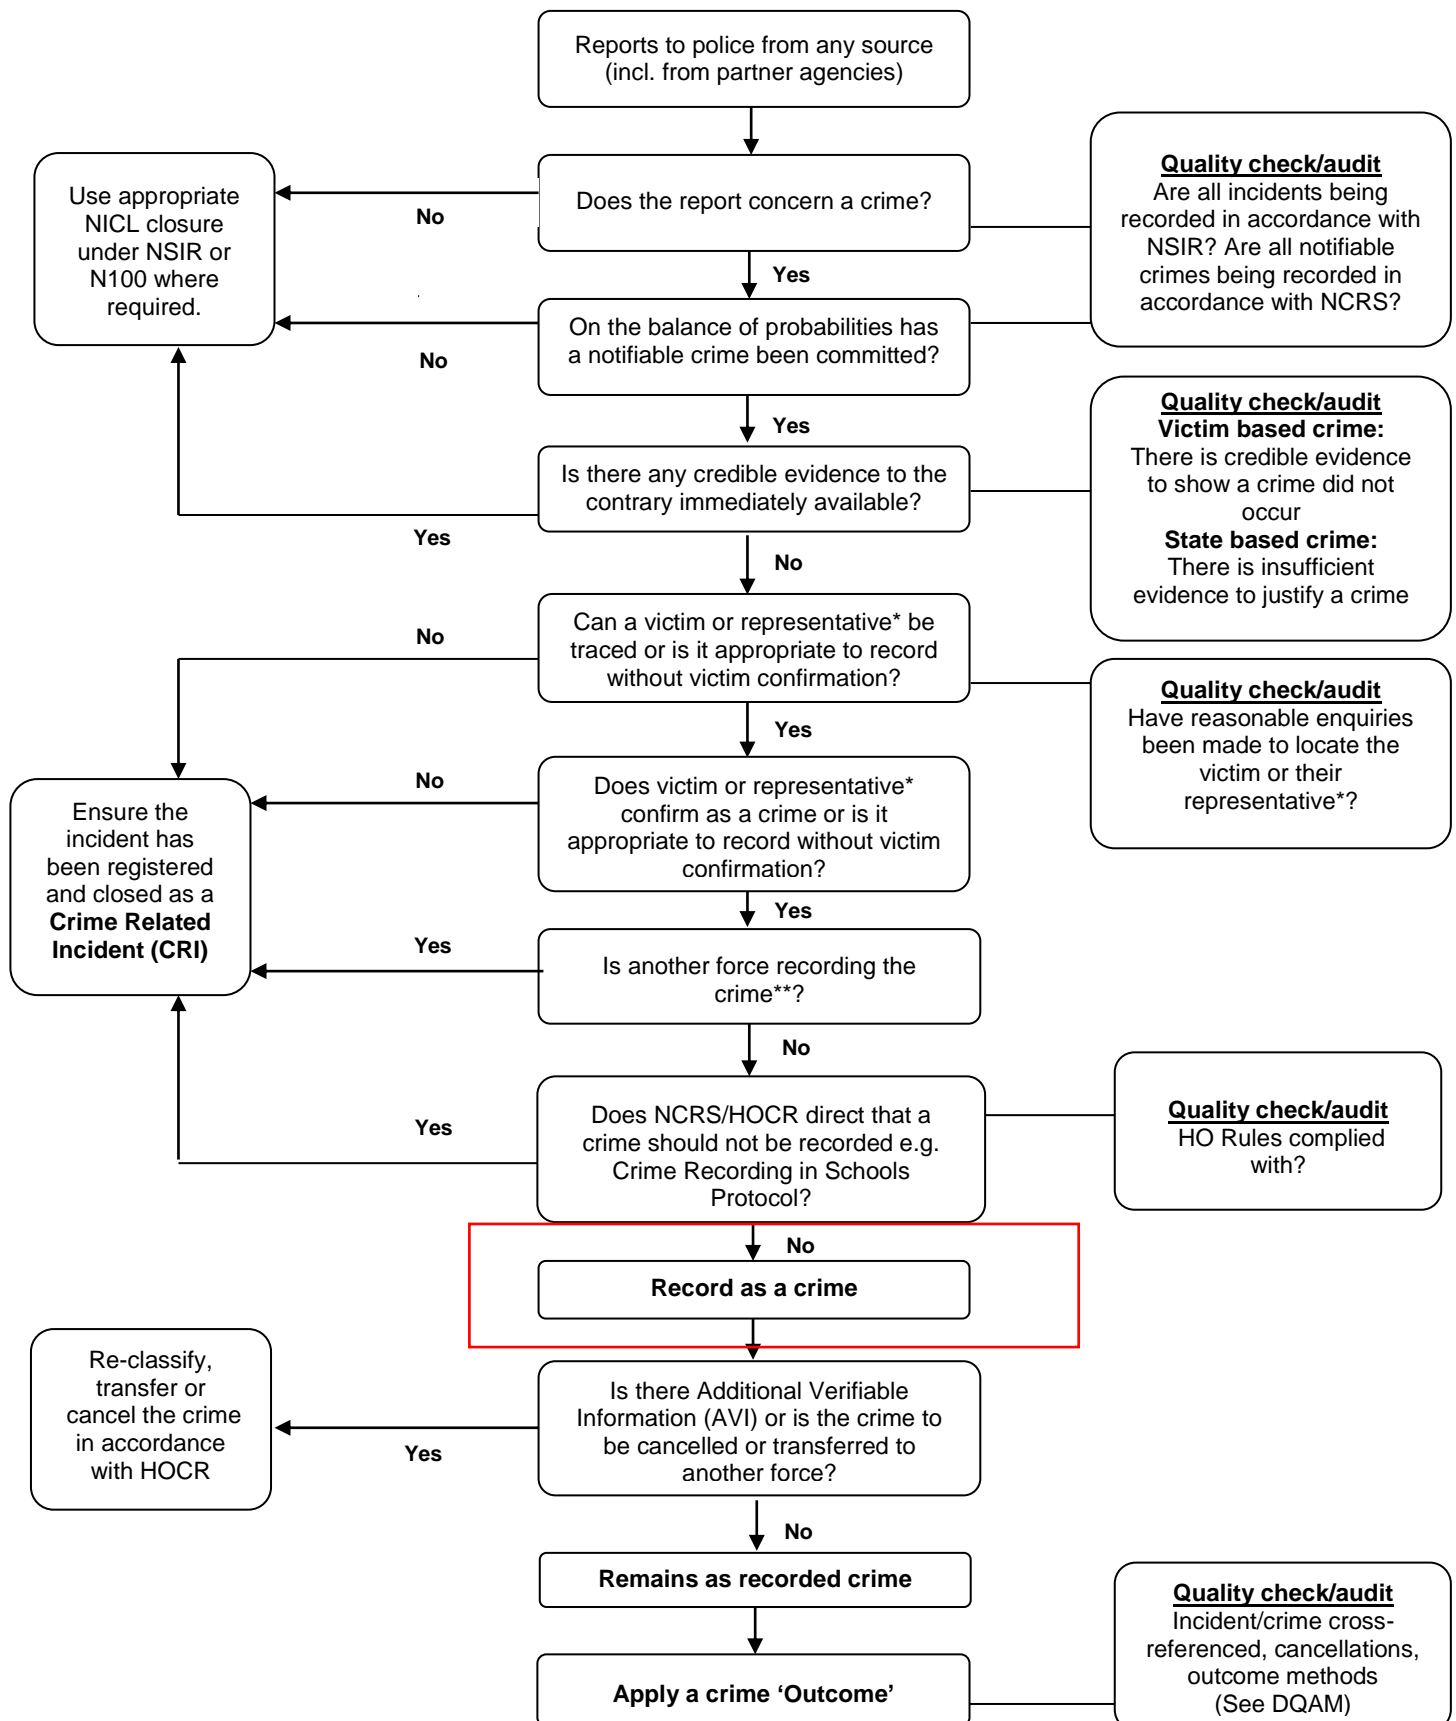 Reports to police from any source
(incl. from partner agencies)
Does the report concern a crime?
No
Use appropriate
NICL closure
under NSIR or
N100 where
required.
Quality check/audit
Are all incidents being
recorded in accordance with
NSIR? Are all notifiable
crimes being recorded in
accordance with NCRS?
Yes
On the balance of probabilities has
a notifiable crime been committed?
No
Yes
Is there any credible evidence to the
contrary immediately available?
Yes
Quality check/audit
Victim based crime:
There is credible evidence
to show a crime did not
occur
State based crime:
There is insufficient
evidence to justify a crime
No
Can a victim or representative* be
traced or is it appropriate to record
without victim confirmation?
No
Quality check/audit
Have reasonable enquiries
been made to locate the
victim or their
representative*?
Yes
Does victim or representative*
confirm as a crime or is it
appropriate to record without victim
confirmation?
No
Ensure the
incident has
been registered
and closed as a
Crime Related
Incident (CRI)
Yes
Is another force recording the
crime**?
Yes
No
Does NCRS/HOCR direct that a
crime should not be recorded e.g.
Crime Recording in Schools
Protocol?
Yes
Quality check/audit
HO Rules complied
with?
No
Record as a crime
Is there Additional Verifiable
Information (AVI) or is the crime to
be cancelled or transferred to
another force?
Yes
Re-classify,
transfer or
cancel the crime
in accordance
with HOCR
No
Remains as recorded crime
Apply a crime ‘Outcome’
Quality check/audit
Incident/crime cross-
referenced, cancellations,
outcome methods
(See DQAM)